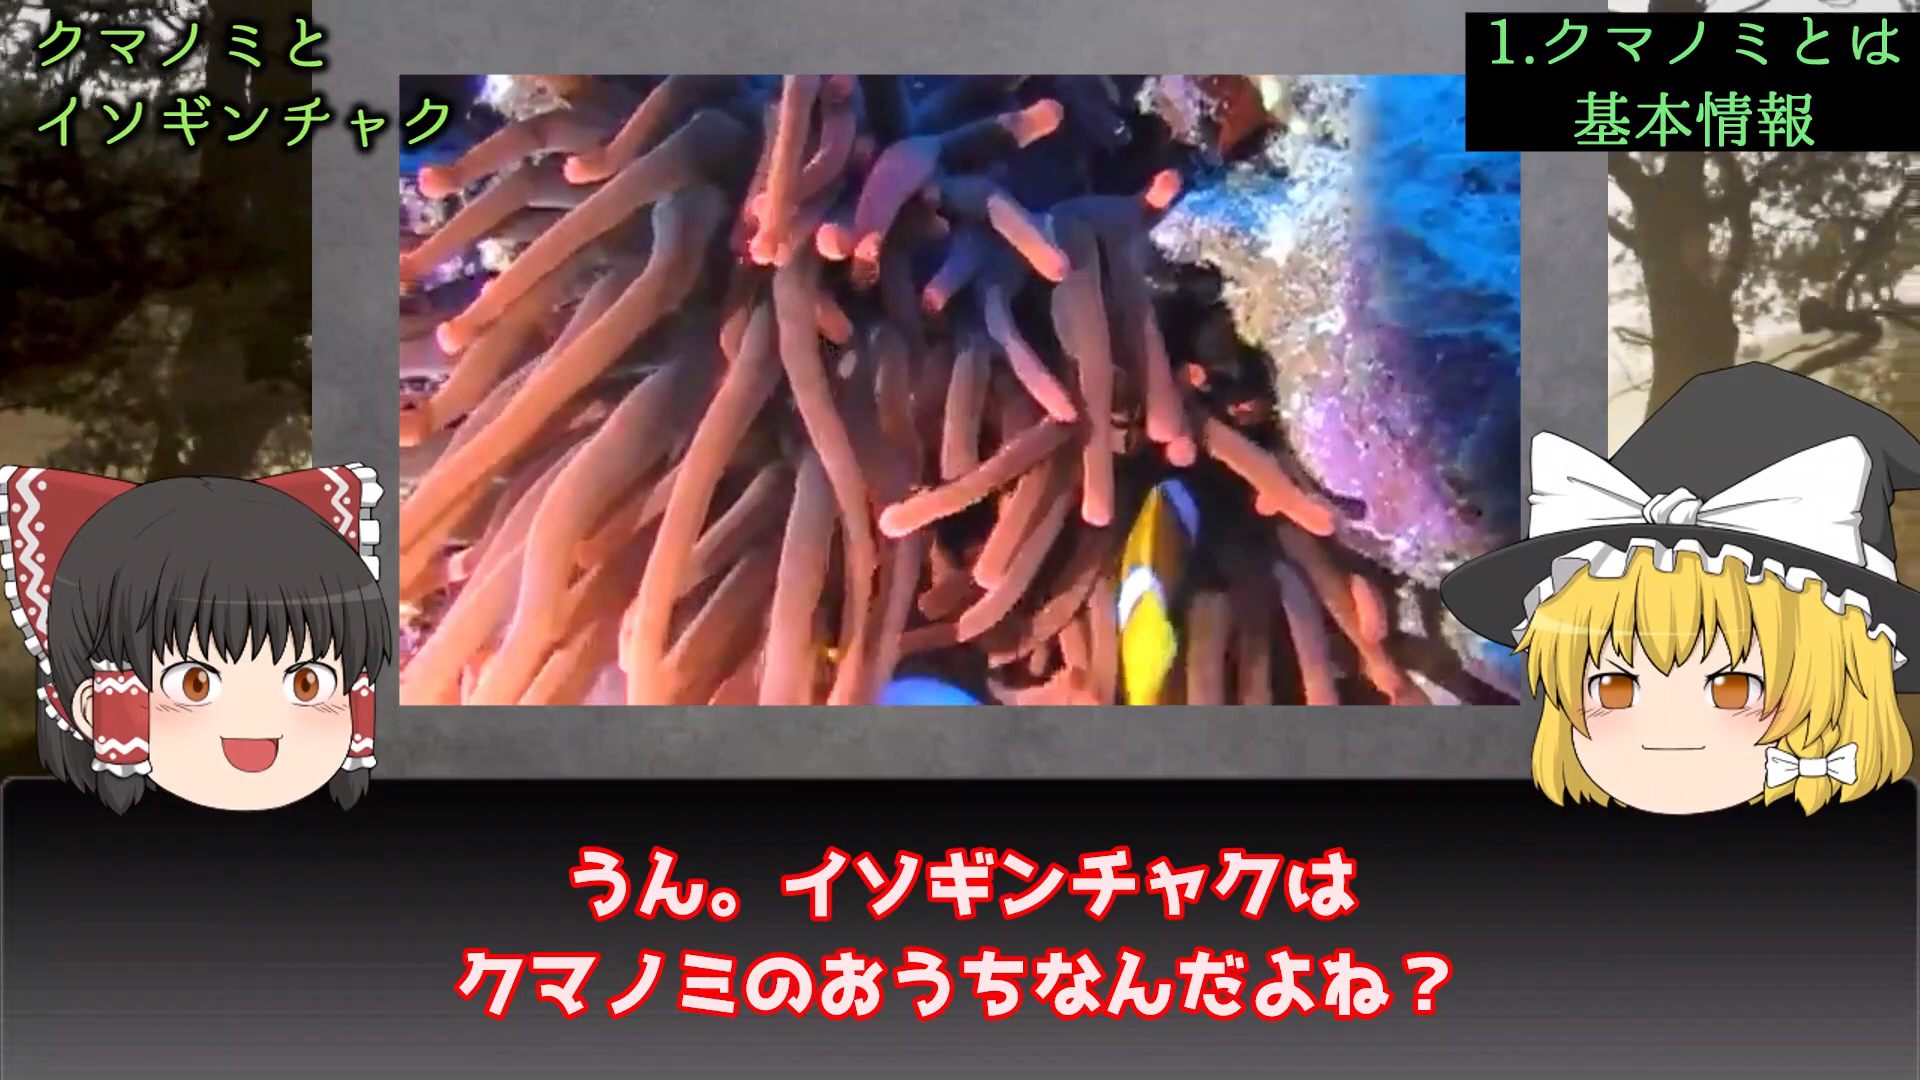 クマノミと
イソギンチャク
1.クマノミとは
基本情報
うん。イソギンチャクは
クマノミのおうちなんだよね？